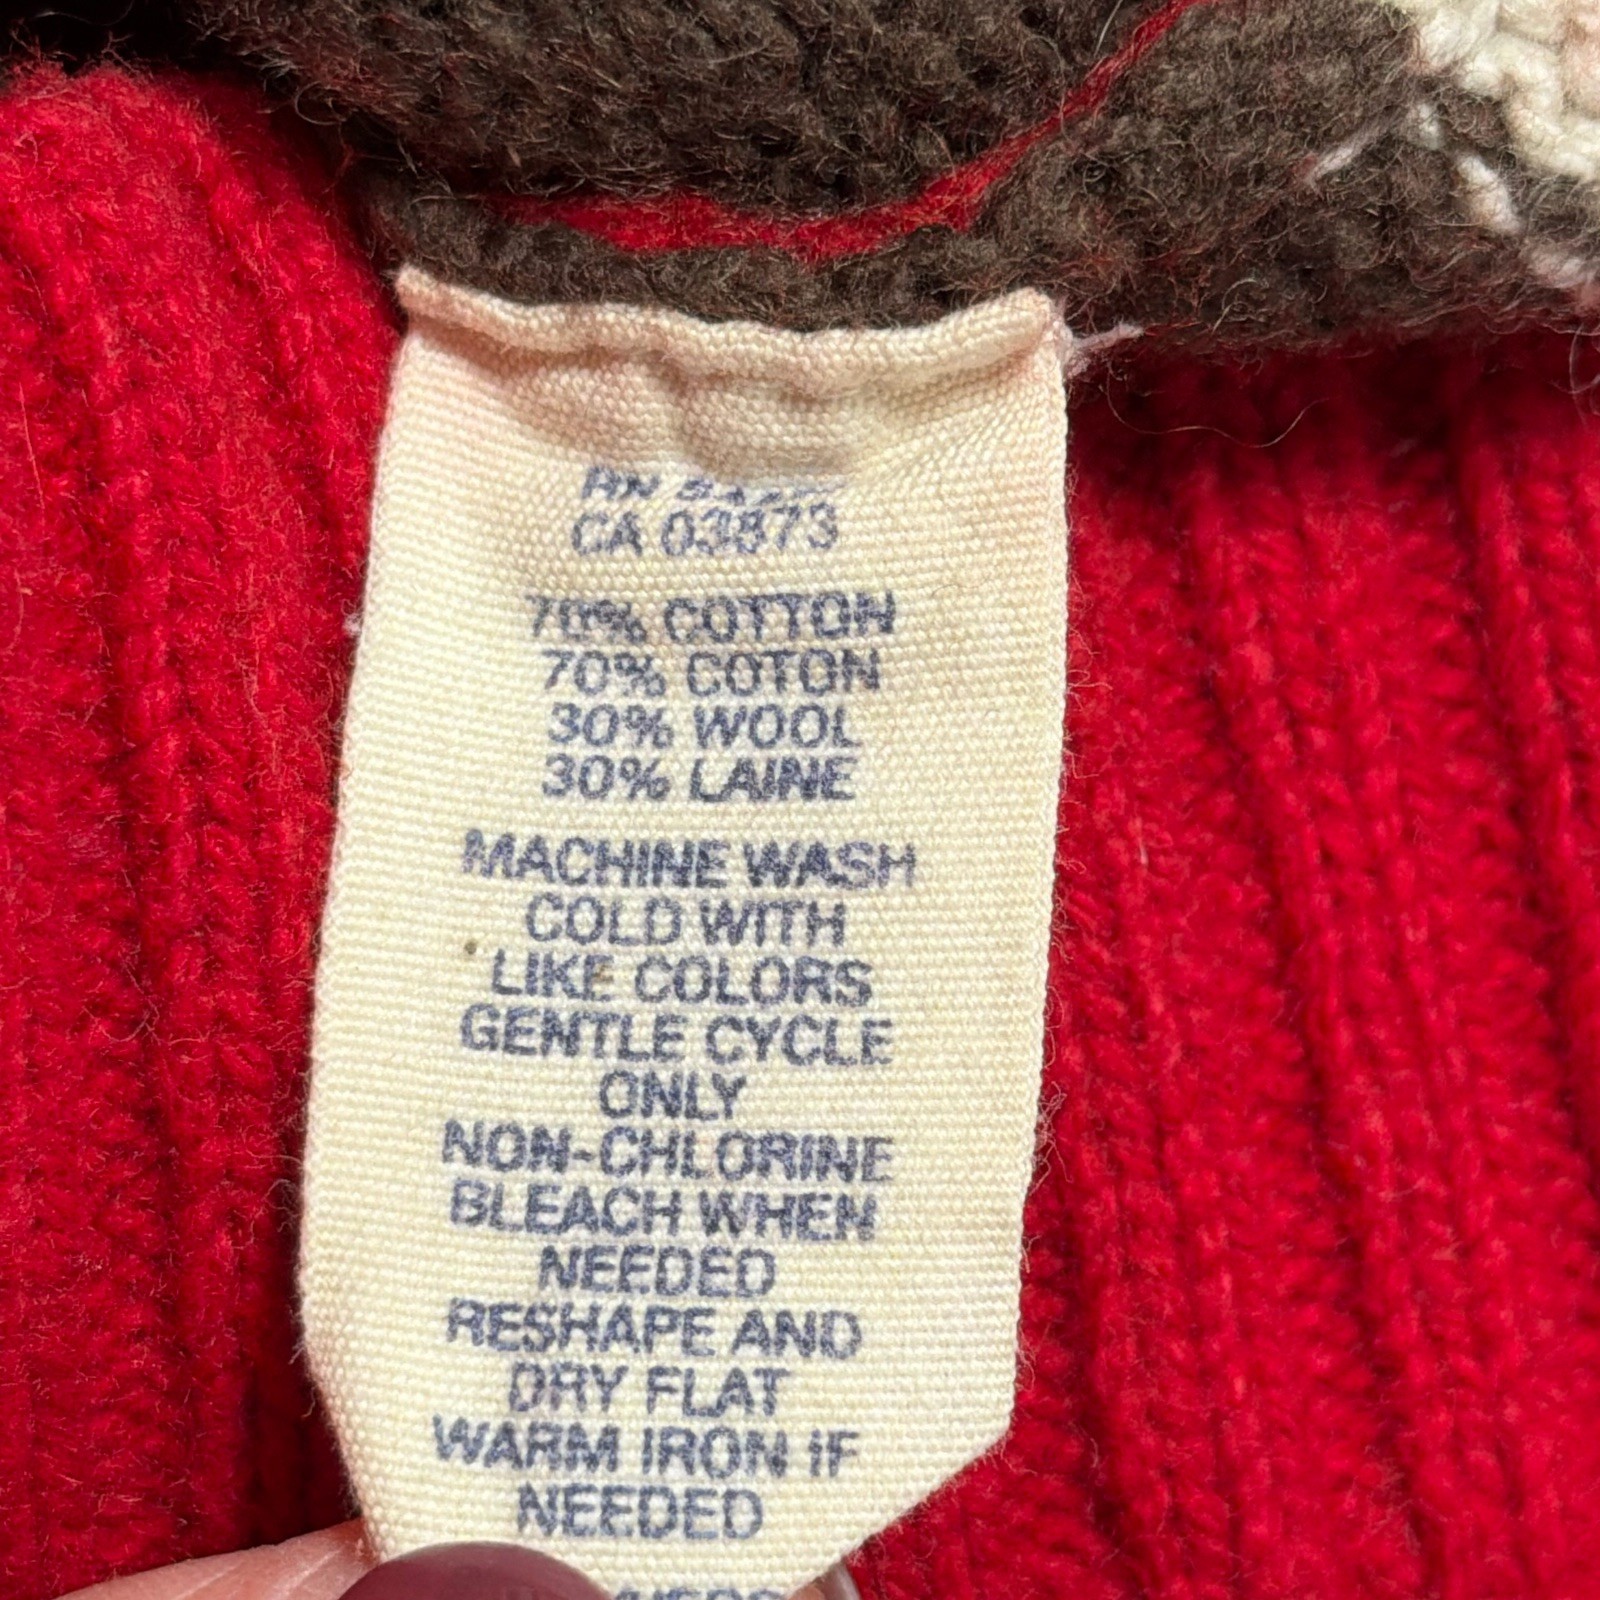 RN
CA 03873
70% COTTON
70% COTON
30% WOOL
30% LAINE
MACHINE WASH
COLD WITH
LIKE COLORS
GENTLE CYCLE
ONLY
NON-CHLORINE
BLEACH WHEN
NEEDED
RESHAPE AND
DRY FLAT
WARM IRON IF
NEEDED